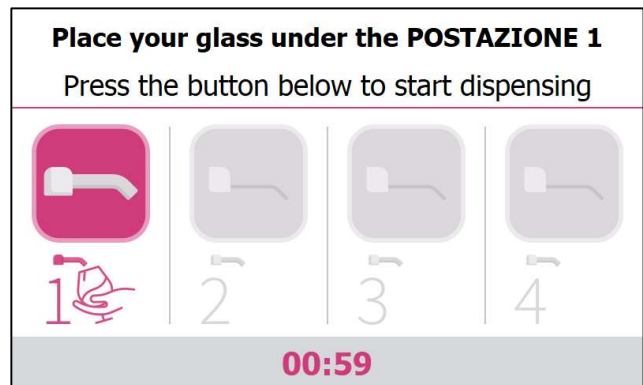 Place your glass under the POSTAZIONE 1
Press the button below to start dispensing
1 2 3 4
00:59